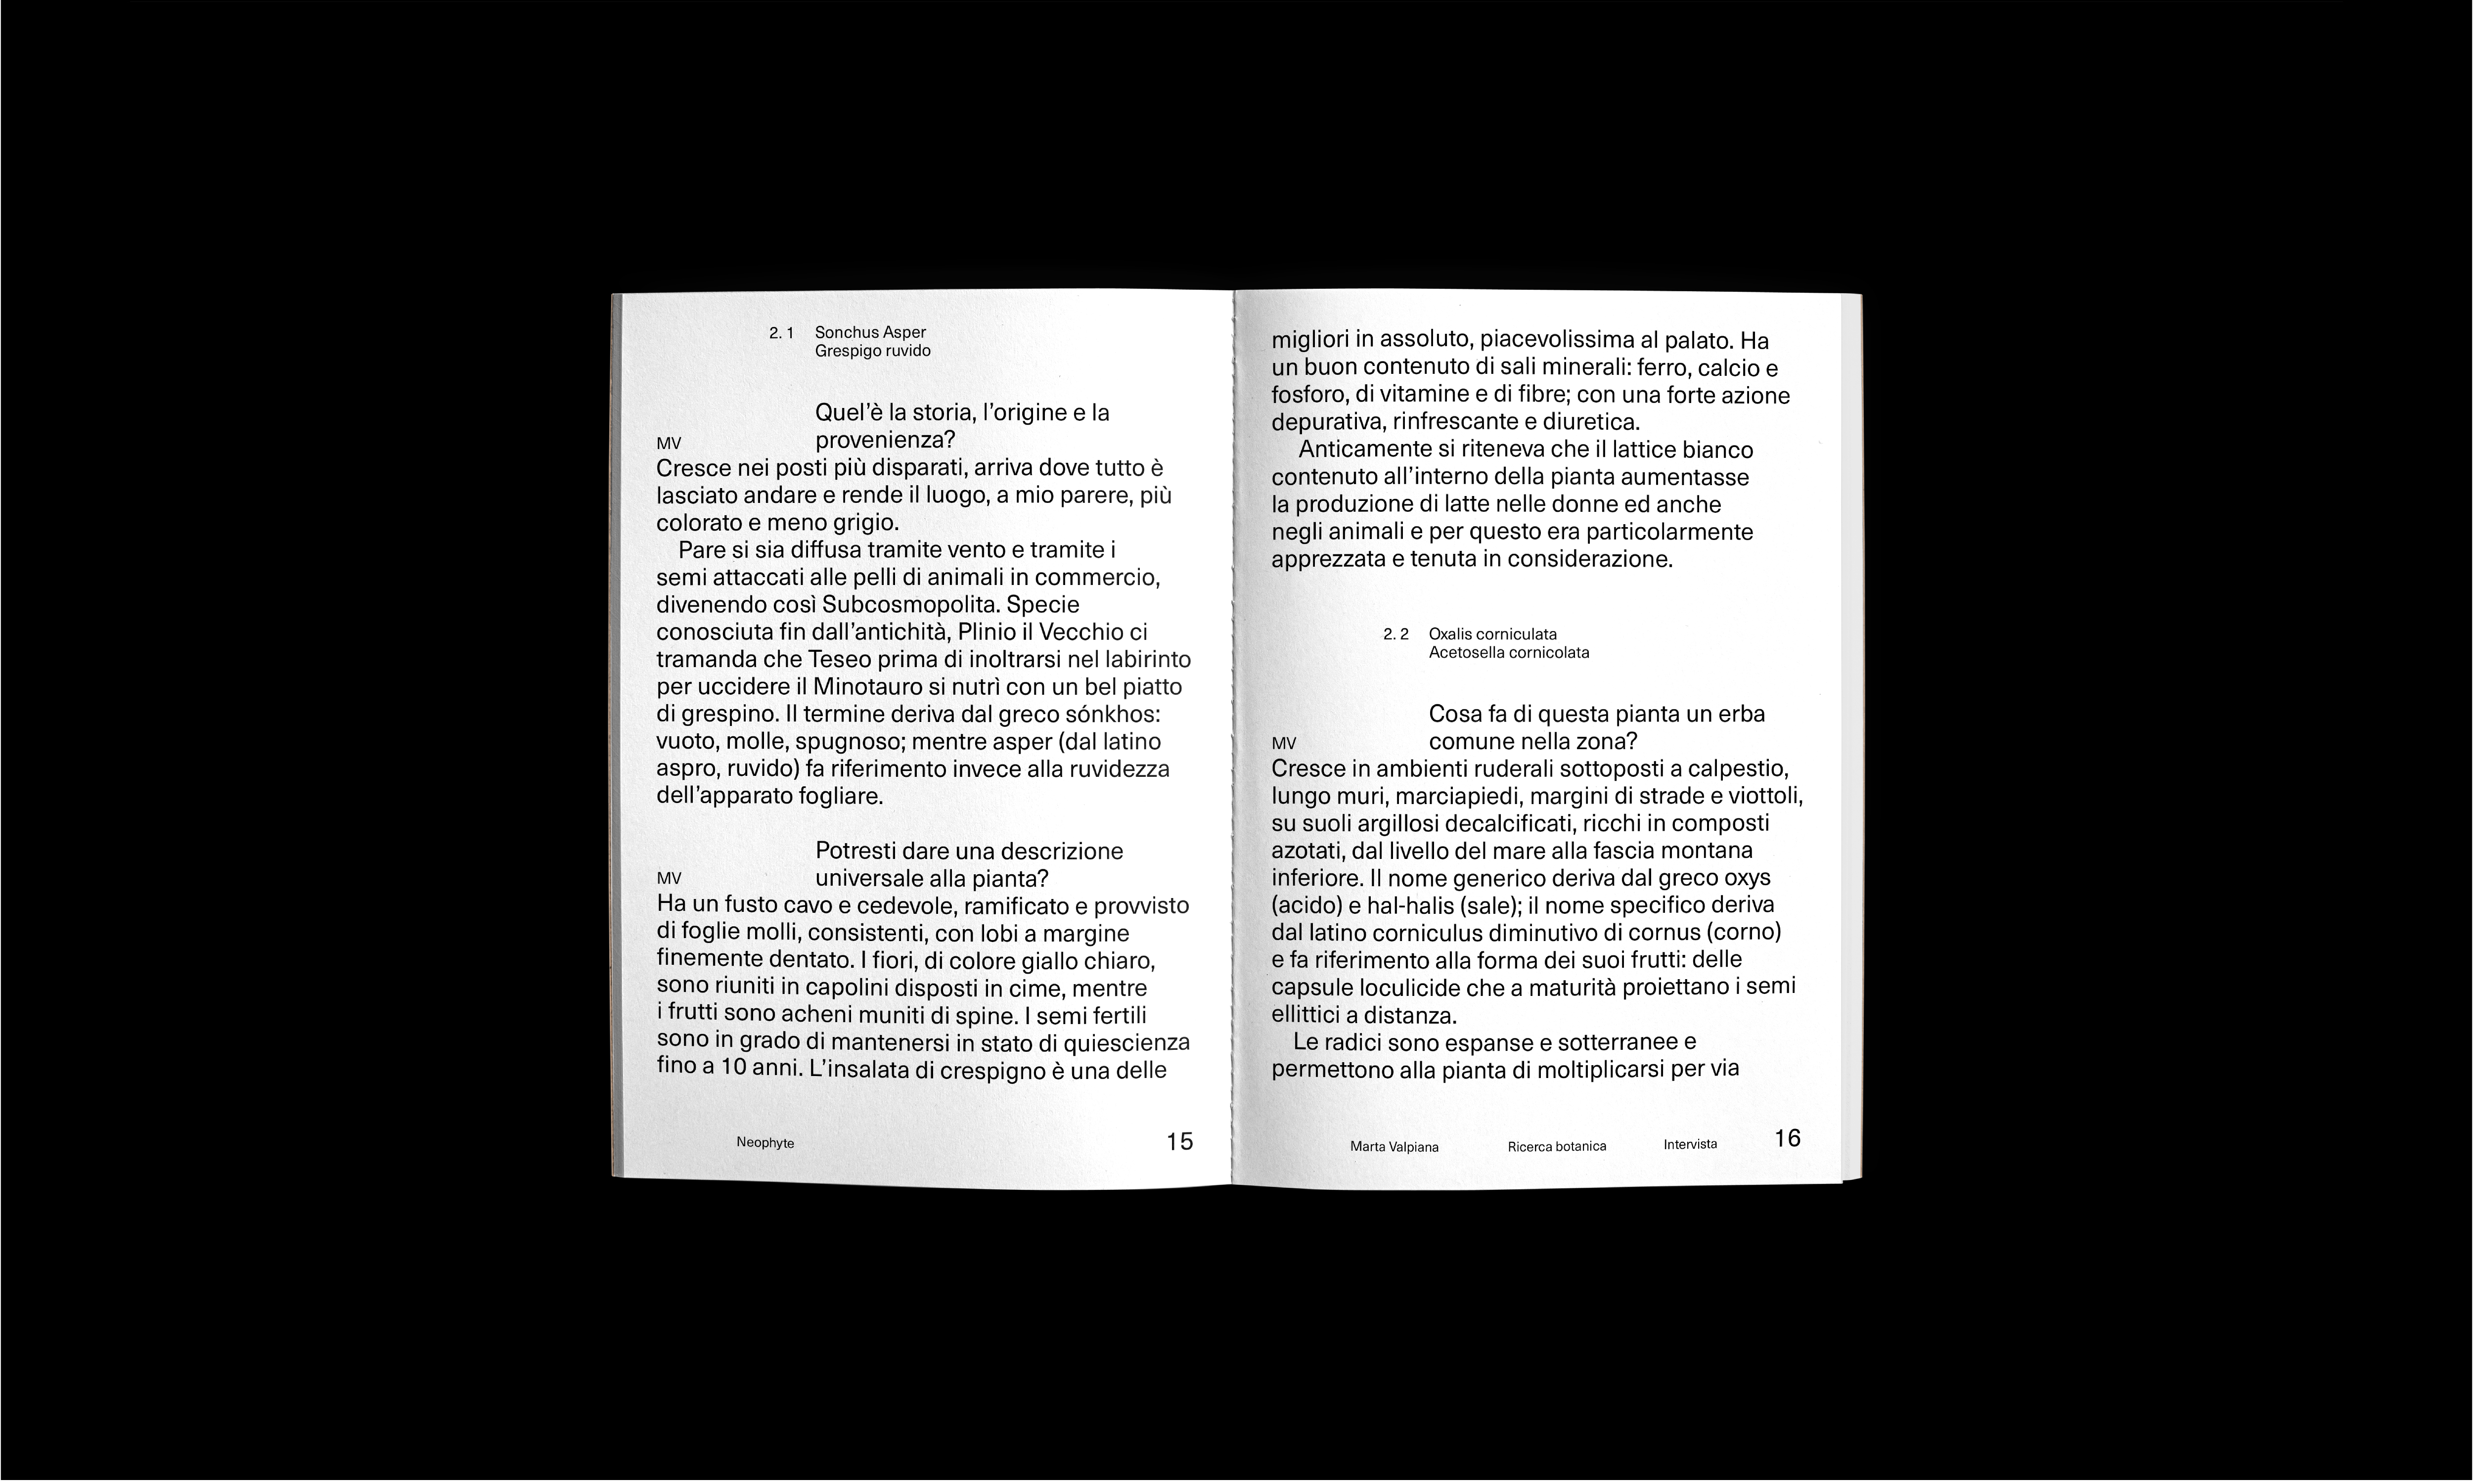 2. 1 Sonchus Asper
Grespigo ruvido
Quel’è la storia, l’origine e la
provenienza?
MV
Cresce nei posti più disparati, arriva dove tutto è
lasciato andare e rende il luogo, a mio parere, più
colorato e meno grigio.
Pare si sia diffusa tramite vento e tramite i
semi attaccati alle pelli di animali in commercio,
divenendo così Subcosmopolita. Specie
conosciuta fin dall’antichità, Plinio il Vecchio ci
tramanda che Teseo prima di inoltrarsi nel labirinto
per uccidere il Minotauro si nutrì con un bel piatto
di grespino. Il termine deriva dal greco sónkhos:
vuoto, molle, spugnoso; mentre asper (dal latino
aspro, ruvido) fa riferimento invece alla ruvidezza
dell’apparato fogliare.
Potresti dare una descrizione
universale alla pianta?
MV
Ha un fusto cavo e cedevole, ramificato e provvisto
di foglie molli, consistenti, con lobi a margine
finemente dentato. I fiori, di colore giallo chiaro,
sono riuniti in capolini disposti in cime, mentre
i frutti sono acheni muniti di spine. I semi fertili
sono in grado di mantenersi in stato di quiescienza
fino a 10 anni. L’insalata di crespigno è una delle
Neophyte
15
migliori in assoluto, piacevolissima al palato. Ha
un buon contenuto di sali minerali: ferro, calcio e
fosforo, di vitamine e di fibre; con una forte azione
depurativa, rinfrescante e diuretica.
Anticamente si riteneva che il lattice bianco
contenuto all’interno della pianta aumentasse
la produzione di latte nelle donne ed anche
negli animali e per questo era particolarmente
apprezzata e tenuta in considerazione.
2. 2 Oxalis corniculata
Acetosella cornicolata
Cosa fa di questa pianta un erba
comune nella zona?
MV
Cresce in ambienti ruderali sottoposti a calpestio,
lungo muri, marciapiedi, margini di strade e viottoli,
su suoli argillosi decalcificati, ricchi in composti
azotati, dal livello del mare alla fascia montana
inferiore. Il nome generico deriva dal greco oxys
(acido) e hal-halis (sale); il nome specifico deriva
dal latino corniculus diminutivo di cornus (corno)
e fa riferimento alla forma dei suoi frutti: delle
capsule loculicide che a maturità proiettano i semi
ellittici a distanza.
Le radici sono espanse e sotterranee e
permettono alla pianta di moltiplicarsi per via
Marta Valpiana
Ricerca botanica
Intervista
16